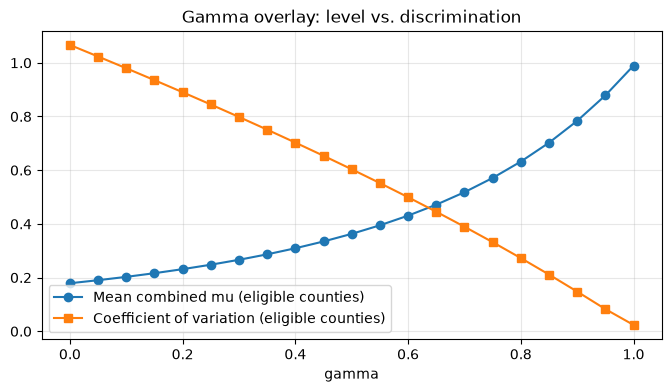 Gamma overlay: level vs. discrimination
1.0
0.8
0.6
0.4
0.2
0.0
Mean combined mu (eligible counties)
Coefficient of variation (eligible counties)
0.0 0.2 0.4 0.6 0.8 1.0
gamma